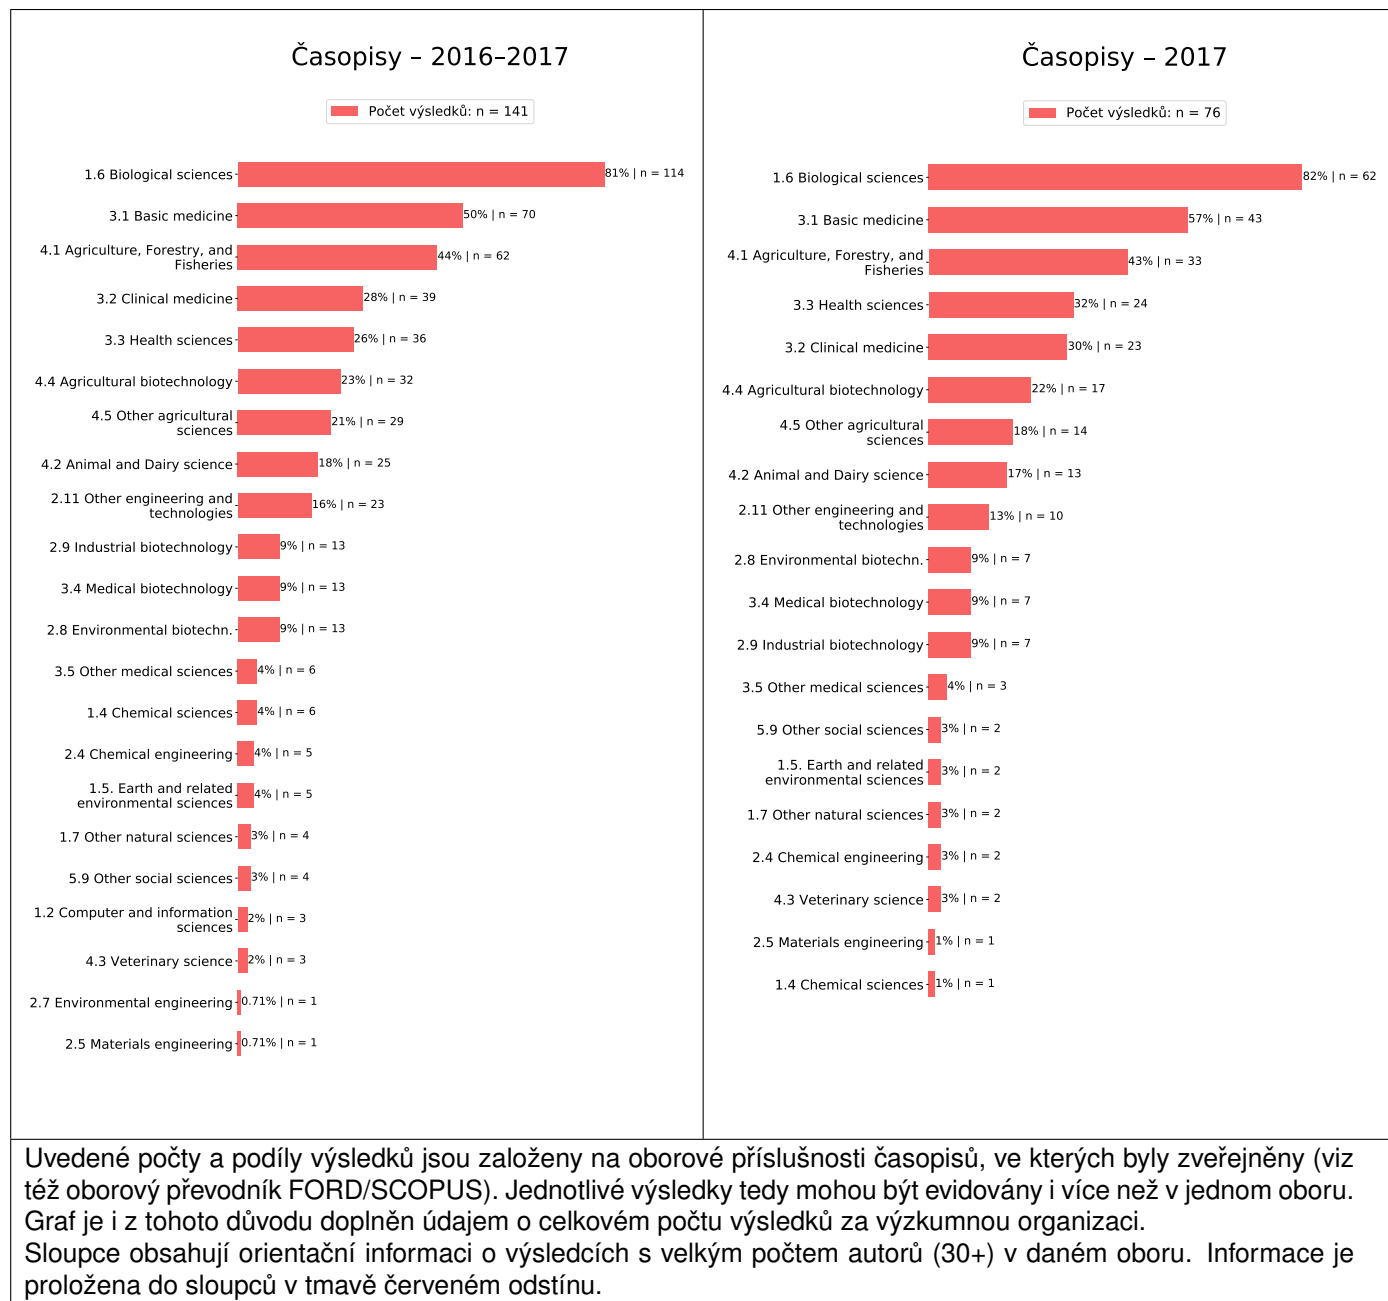 Časopisy – 2016–2017
Počet výsledků: n = 141
1.6 Biological sciences
81% | n = 114
3.1 Basic medicine
50% | n = 70
4.1 Agriculture, Forestry, and
Fisheries
44% | n = 62
3.2 Clinical medicine
28% | n = 39
3.3 Health sciences
26% | n = 36
4.4 Agricultural biotechnology
23% | n = 32
4.5 Other agricultural
sciences
21% | n = 29
4.2 Animal and Dairy science
18% | n = 25
2.11 Other engineering and
technologies
16% | n = 23
2.9 Industrial biotechnology
9% | n = 13
3.4 Medical biotechnology
9% | n = 13
2.8 Environmental biotechn.
9% | n = 13
3.5 Other medical sciences
4% | n = 6
1.4 Chemical sciences
4% | n = 6
2.4 Chemical engineering
4% | n = 5
1.5. Earth and related
environmental sciences
4% | n = 5
1.7 Other natural sciences
3% | n = 4
5.9 Other social sciences
3% | n = 4
1.2 Computer and information
sciences
2% | n = 3
4.3 Veterinary science
2% | n = 3
2.7 Environmental engineering
0.71% | n = 1
2.5 Materials engineering
0.71% | n = 1
Časopisy – 2017
Počet výsledků: n = 76
1.6 Biological sciences
82% | n = 62
3.1 Basic medicine
57% | n = 43
4.1 Agriculture, Forestry, and
Fisheries
43% | n = 33
3.3 Health sciences
32% | n = 24
3.2 Clinical medicine
30% | n = 23
4.4 Agricultural biotechnology
22% | n = 17
4.5 Other agricultural
sciences
18% | n = 14
4.2 Animal and Dairy science
17% | n = 13
2.11 Other engineering and
technologies
13% | n = 10
2.8 Environmental biotechn.
9% | n = 7
3.4 Medical biotechnology
9% | n = 7
2.9 Industrial biotechnology
9% | n = 7
3.5 Other medical sciences
4% | n = 3
5.9 Other social sciences
3% | n = 2
1.5. Earth and related
environmental sciences
3% | n = 2
1.7 Other natural sciences
3% | n = 2
2.4 Chemical engineering
3% | n = 2
4.3 Veterinary science
3% | n = 2
2.5 Materials engineering
1% | n = 1
1.4 Chemical sciences
1% | n = 1
Uvedené počty a podíly výsledků jsou založeny na oborové příslušnosti časopisů, ve kterých byly zveřejněny (viz
též oborový převodník FORD/SCOPUS). Jednotlivé výsledky tedy mohou být evidovány i více než v jednom oboru.
Graf je i z tohoto důvodu doplněn údajem o celkovém počtu výsledků za výzkumnou organizaci.
Sloupce obsahují orientační informaci o výsledcích s velkým počtem autorů (30+) v daném oboru. Informace je
proložena do sloupců v tmavě červeném odstínu.